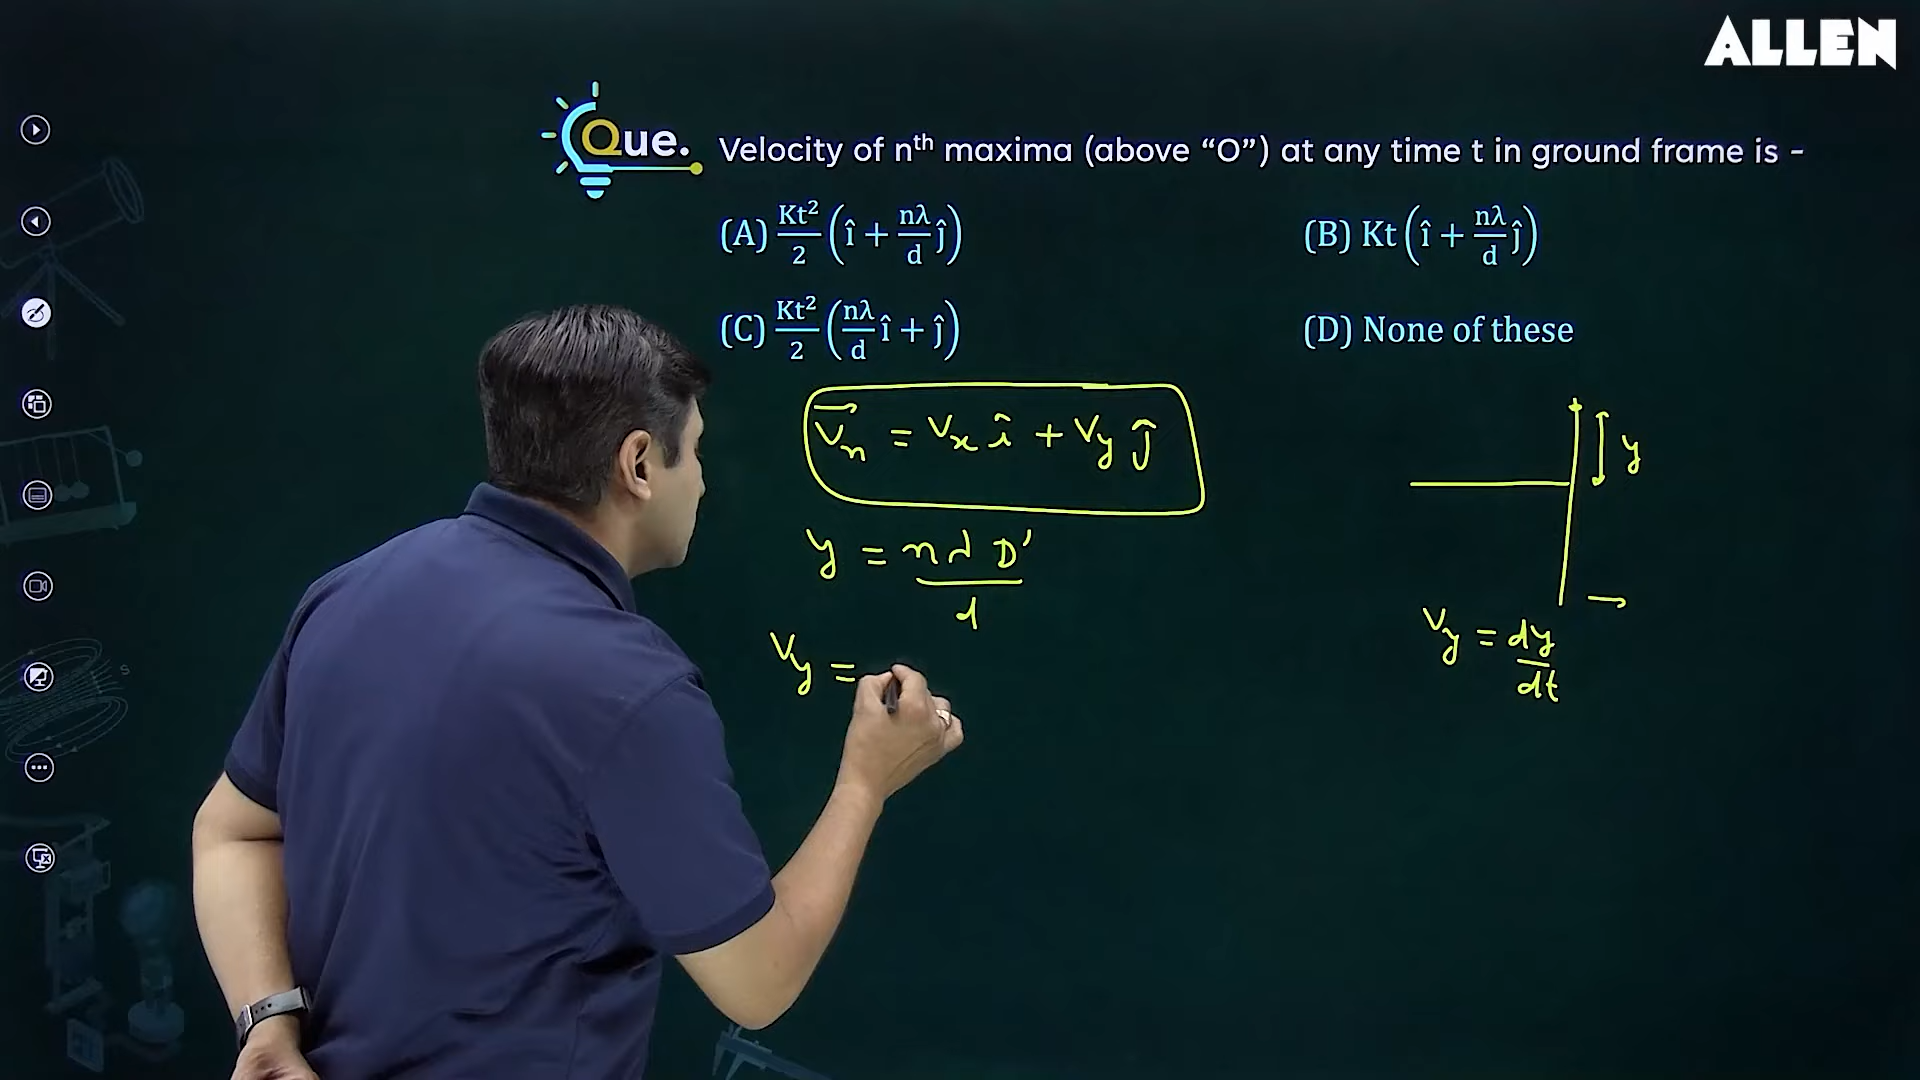 ALLEN
Que. Velocity of nᵗʰ maxima (above “O”) at any time t in ground frame is -
(A) Kt²/2 (î + nλ/d ĵ)
(B) Kt (î + nλ/d ĵ)
(C) Kt²/2 (nλ/d î + ĵ)
(D) None of these
V⃗n = Vx î + Vy ĵ
y
y = nλD'/d
Vy =
Vy = dy/dt
S